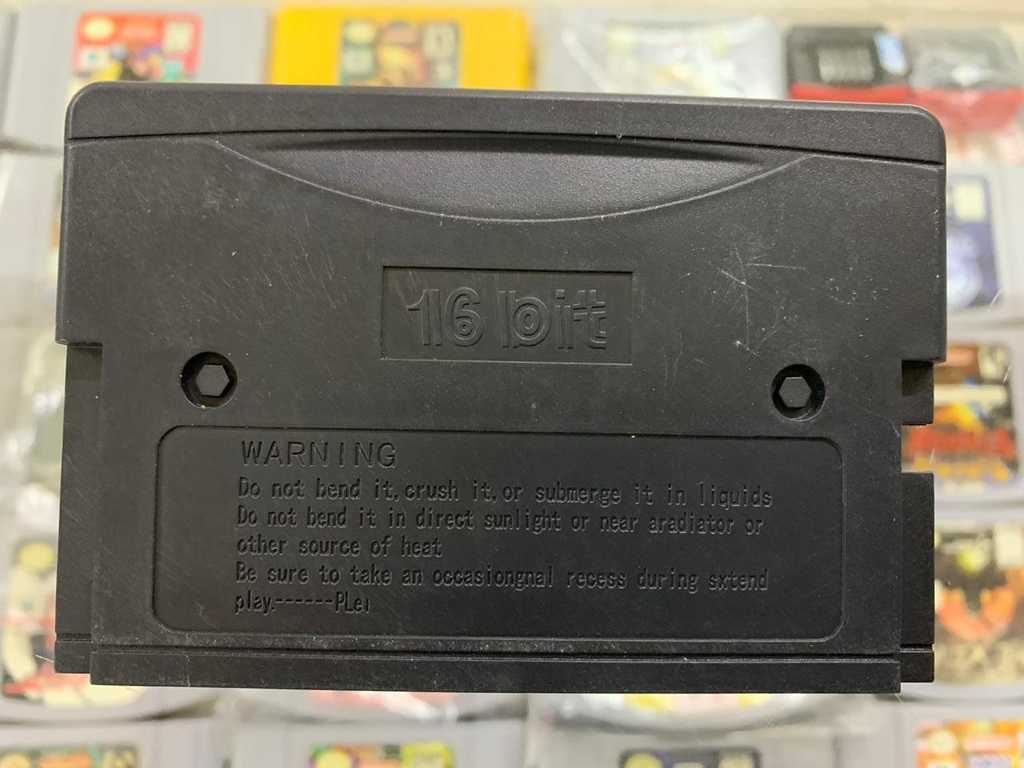 16 bit
WARNING
Do not bend it, crush it, or submerge it in liquids
Do not bend it in direct sunlight or near aradiator or
other source of heat
Be sure to take an occasiongnal recess during sxtend
play.------PLei